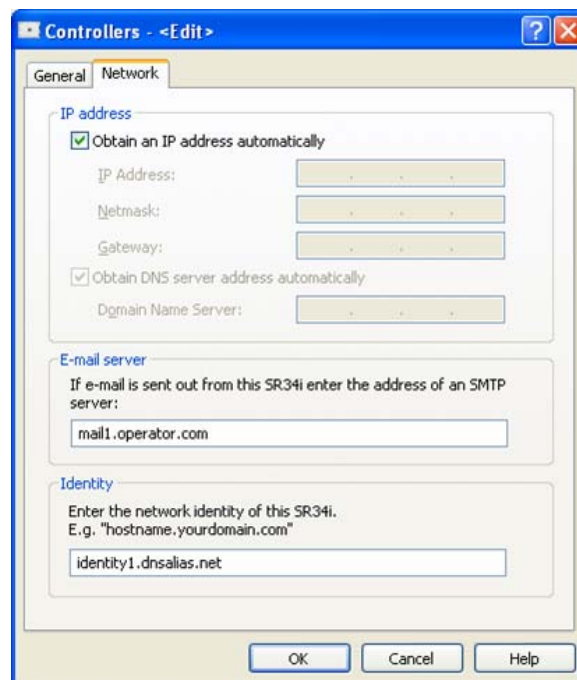 Controllers - <Edit>
General
Network
IP address
Obtain an IP address automatically
IP Address:
Netmask:
Gateway:
Obtain DNS server address automatically
Domain Name Server:
E-mail server
If e-mail is sent out from this SR34i enter the address of an SMTP
server:
mail1.operator.com
Identity
Enter the network identity of this SR34i.
E.g. "hostname.yourdomain.com"
identity1.dnsalias.net
OK
Cancel
Help